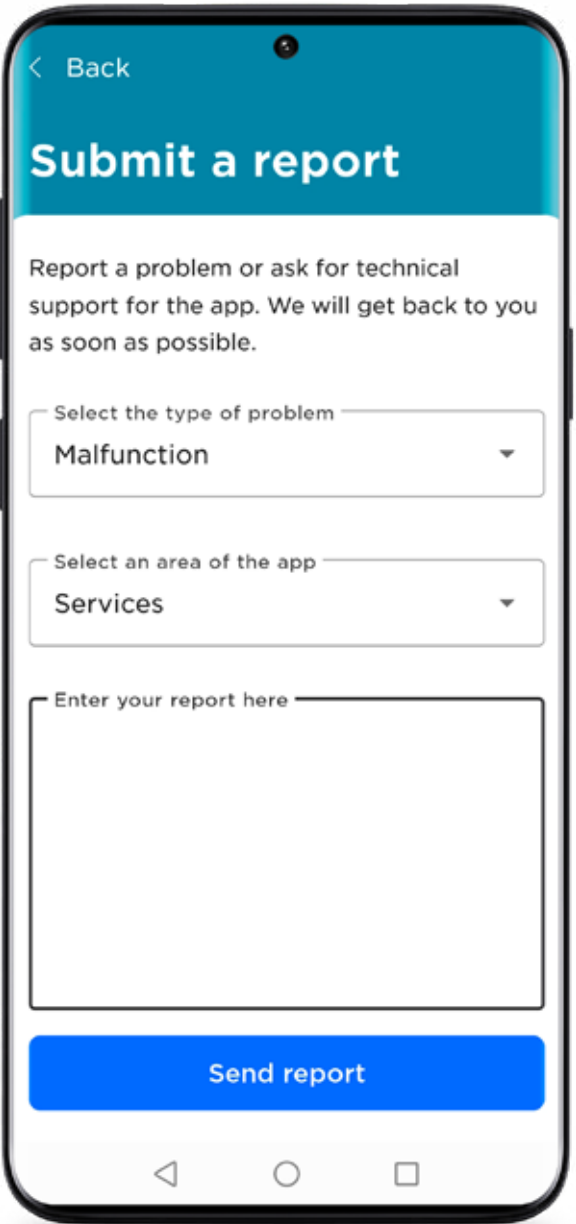 Back
Submit a report
Report a problem or ask for technical
support for the app. We will get back to you
as soon as possible.
Select the type of problem
Malfunction
Select an area of the app
Services
Enter your report here
Send report